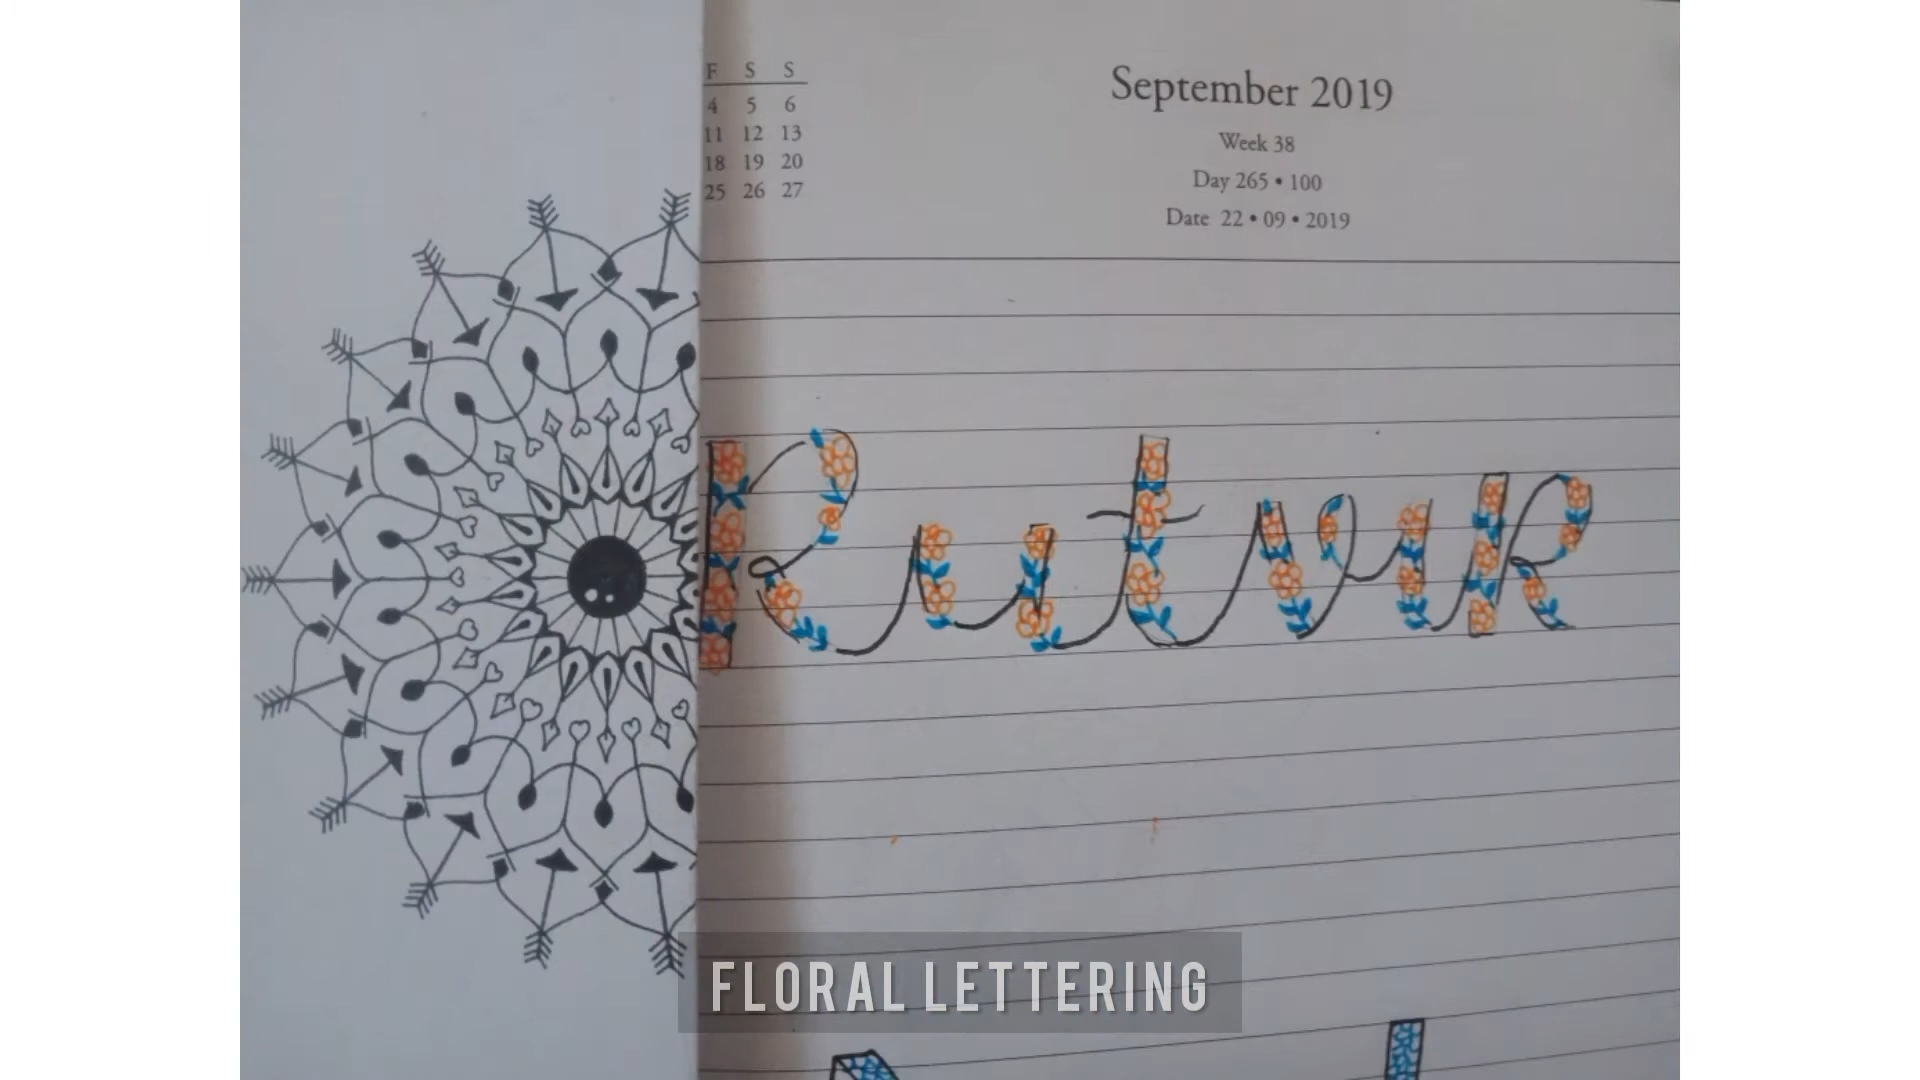 F S S
4 5 6
11 12 13
18 19 20
25 26 27
September 2019
Week 38
Day 265 • 100
Date 22 • 09 • 2019
Rutvik
FLORAL LETTERING